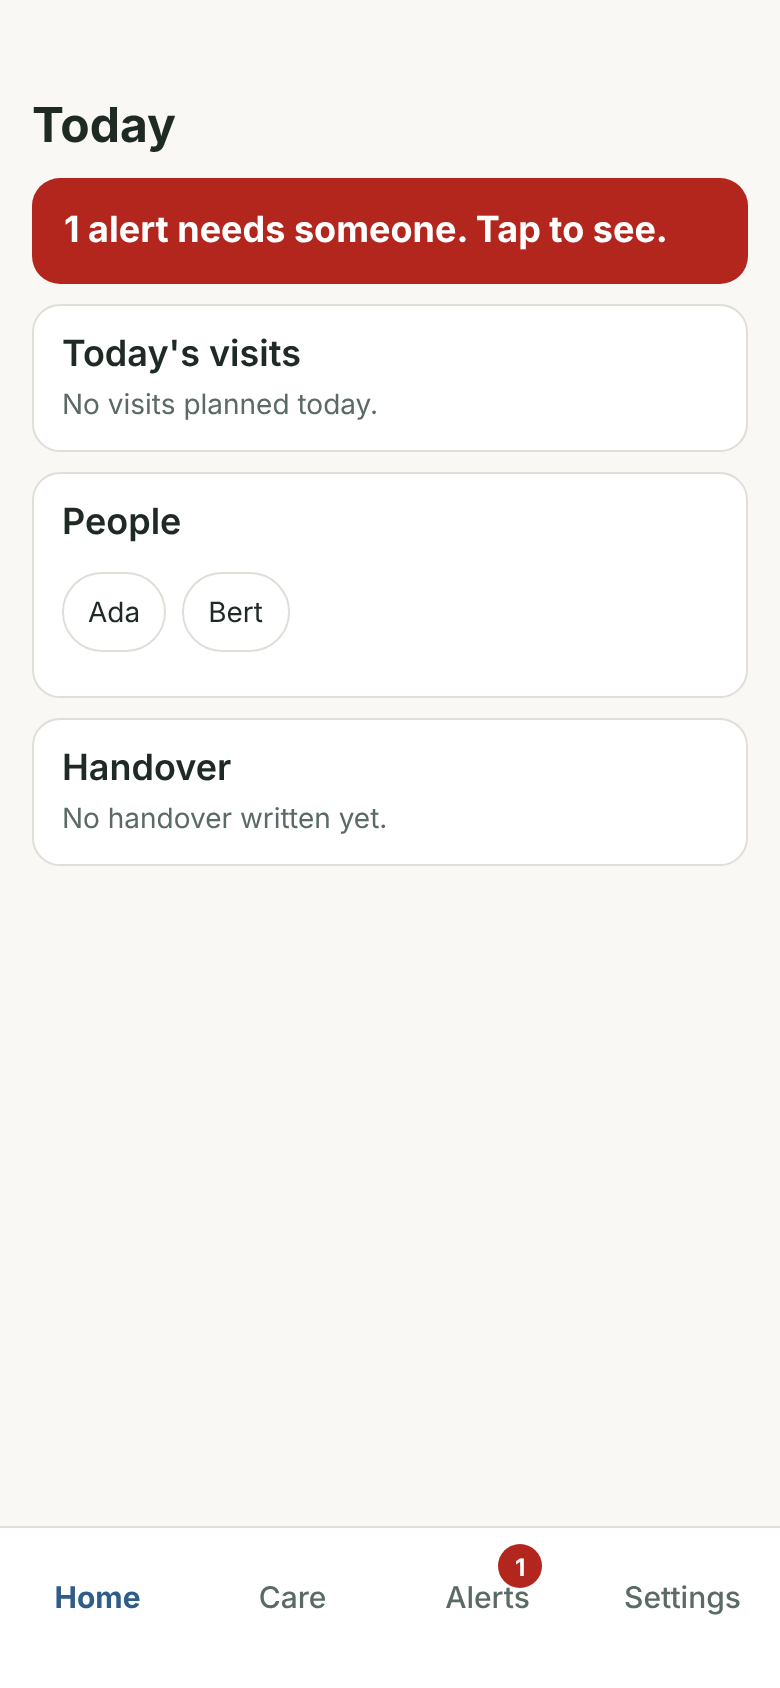 Today
1 alert needs someone. Tap to see.
Today's visits
No visits planned today.
People
Ada
Bert
Handover
No handover written yet.
Home
Care
Alerts
1
Settings